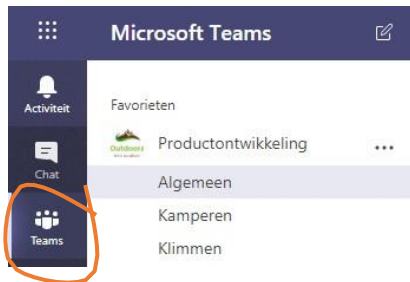 Microsoft Teams
Activiteit
Favorieten
Outdoors
Productontwikkeling
Chat
Algemeen
Kamperen
Teams
Klimmen